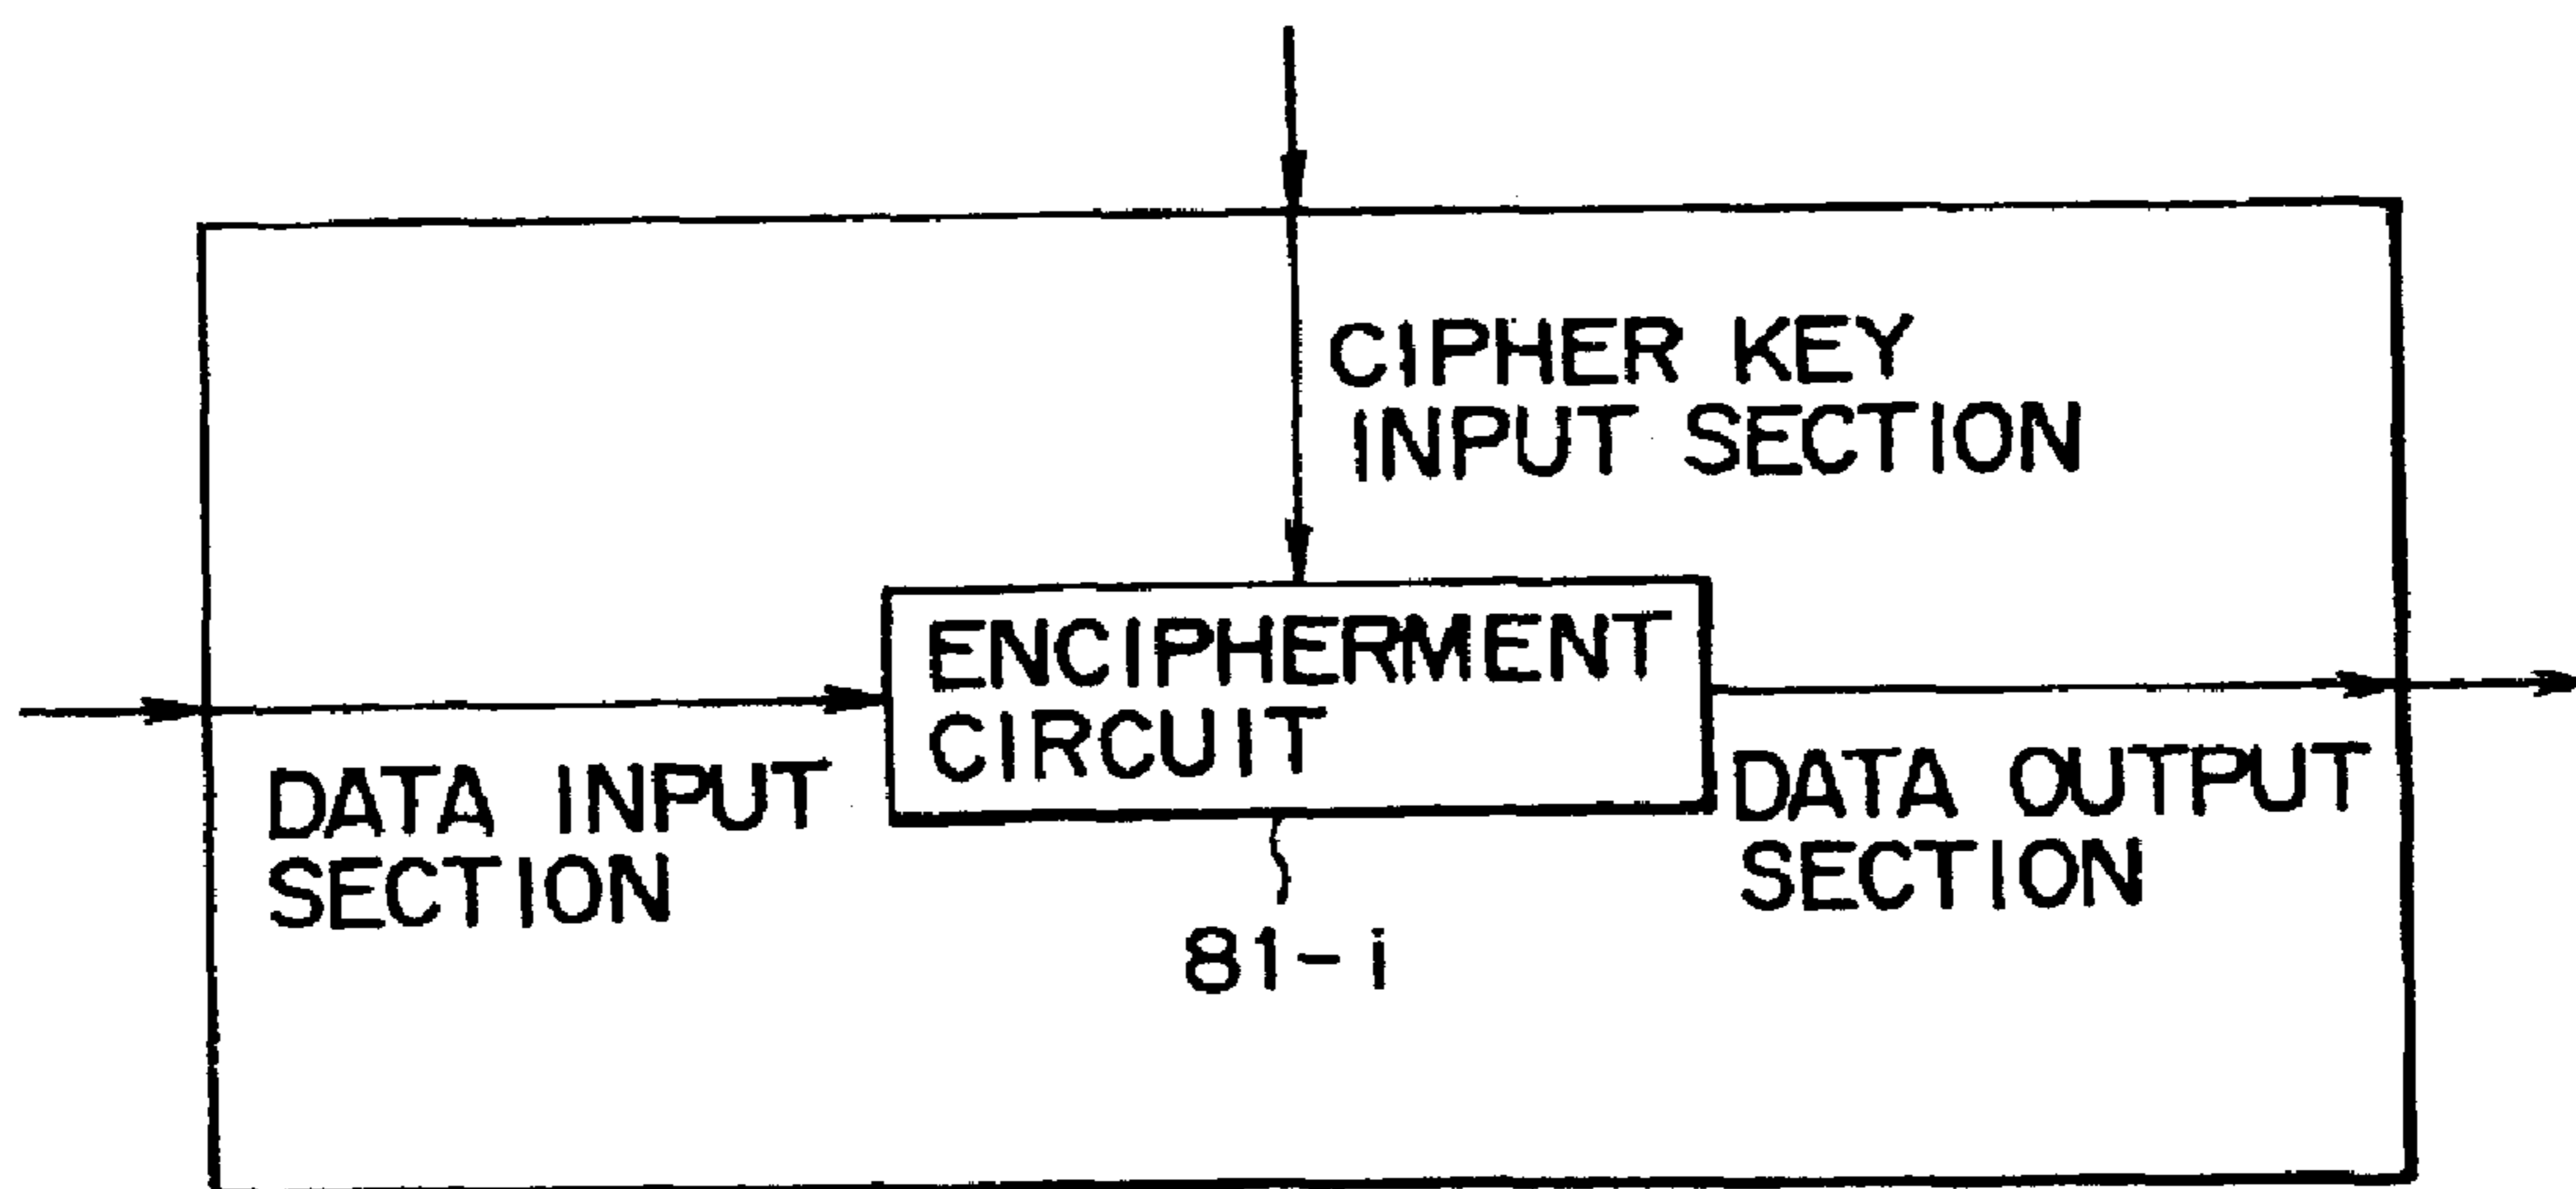 CIPHER KEY
INPUT SECTION
ENCIPHERMENT
CIRCUIT
DATA INPUT
SECTION
DATA OUTPUT
SECTION
81-i